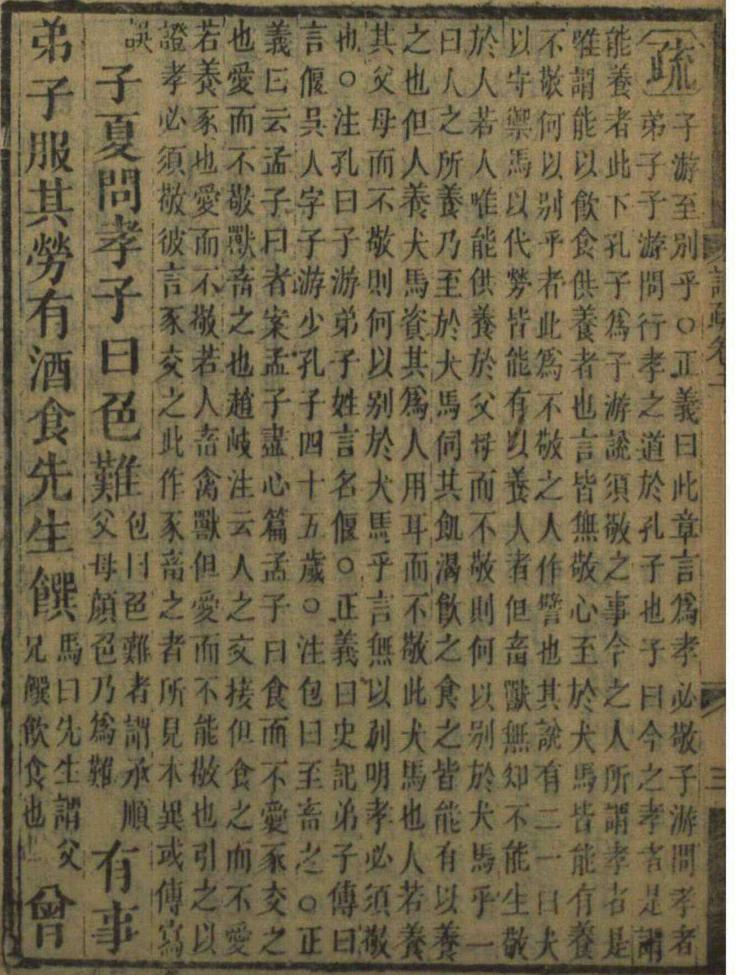 疏 子游至别乎○正義曰此章言爲孝必敬子游問孝者
弟子子游問行孝之道於孔子也子曰今之孝者是謂
能養者此下孔子爲子游說須敬之事今之人所謂孝者是
唯謂能以飲食供養者也言皆無敬心至於犬馬皆能有養
不敬何以别乎者此爲不敬之人作譬也其說有二一曰犬
以守禦馬以代勞皆能有以養人者但畜獸無知不能生敬
於人若人唯能供養於父母而不敬則何以别於犬馬乎一
曰人之所養乃至於犬馬伺其飢渴飲之食之皆能有以養
之也但人養犬馬資其爲人用耳而不敬此犬馬也人若養
其父母而不敬則何以别於犬馬乎言無以别明孝必須敬
也○注孔曰子游弟子姓言名偃○正義曰史記弟子傳曰
言偃吳人字子游少孔子四十五歲○注包曰至畜之○正
義曰云孟子曰者案孟子盡心篇孟子曰食而不愛豕交之
也愛而不敬獸畜之也趙岐注云人之交接但食之而不愛
若養豕也愛而不敬若人畜禽獸但愛而不能敬也引之以
證孝必須敬彼言豕交之此作豕畜之者所見本異或傳寫
誤
子夏問孝子曰色難包曰色難者謂承順父母顔色乃爲難有事
弟子服其勞有酒食先生饌馬曰先生謂父兄饌飲食也曾